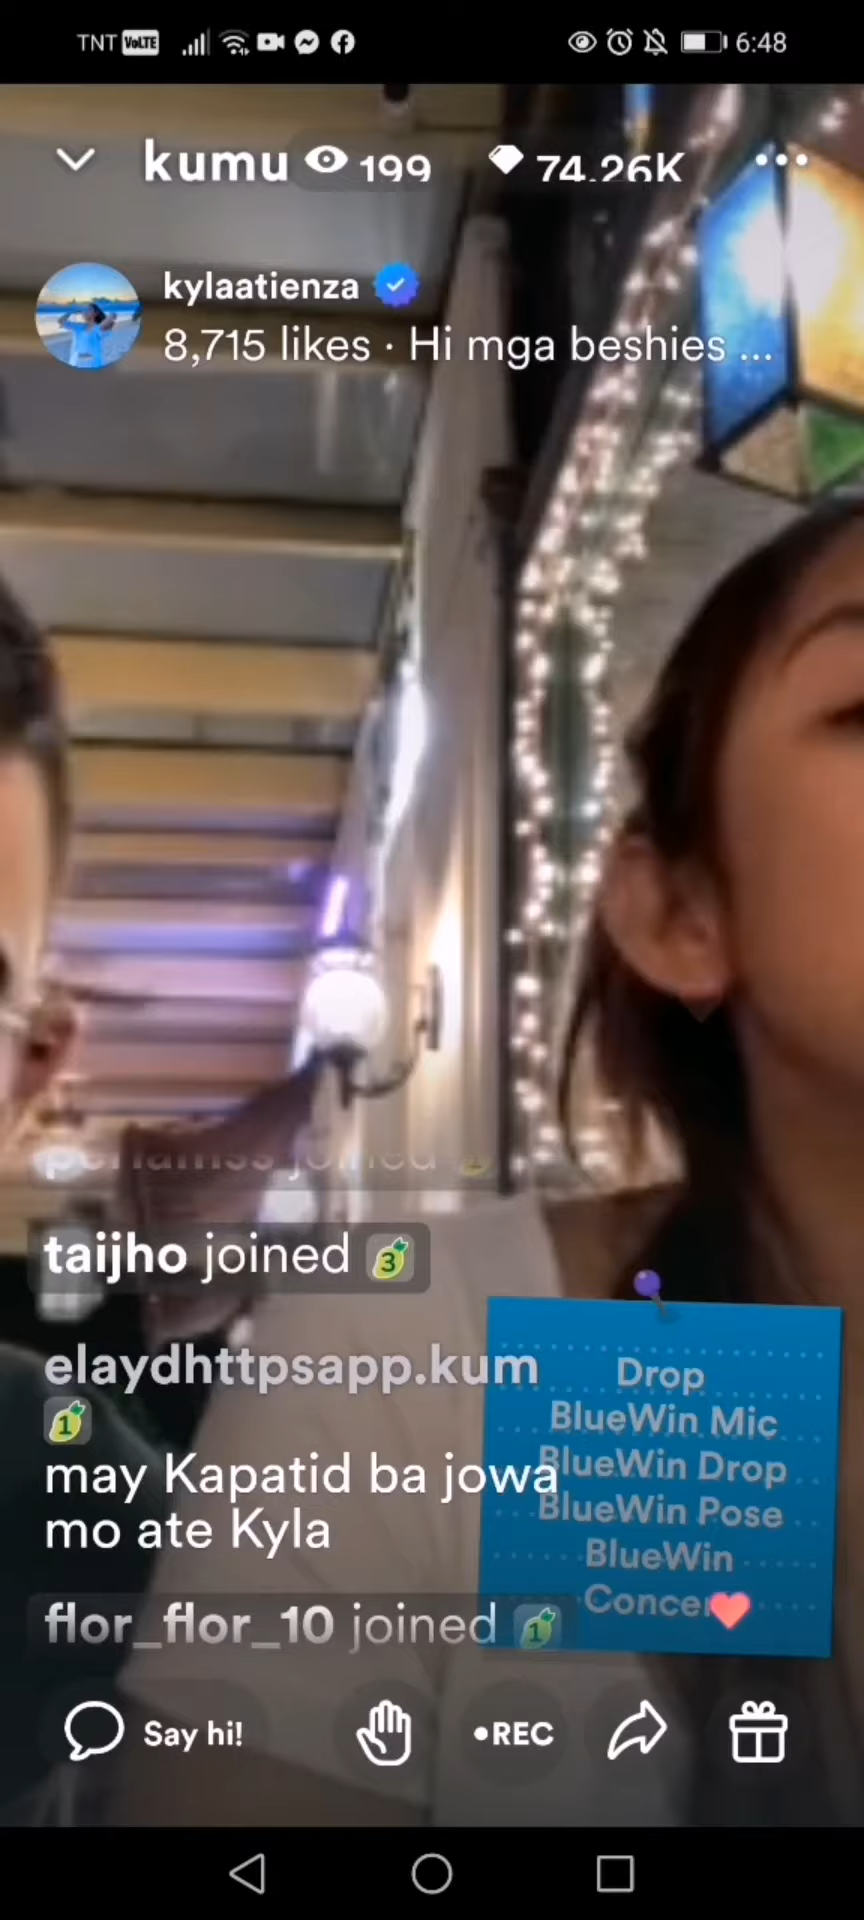 TNT VoLTE 6:48
kumu 199 74.26K
kylaatienza
8,715 likes · Hi mga beshies ...
joined
taijho joined 3
elaydhttpsapp.kum
1
may Kapatid ba jowa
mo ate Kyla
flor_flor_10 joined 1
Drop
BlueWin Mic
BlueWin Drop
BlueWin Pose
BlueWin
Say hi! REC